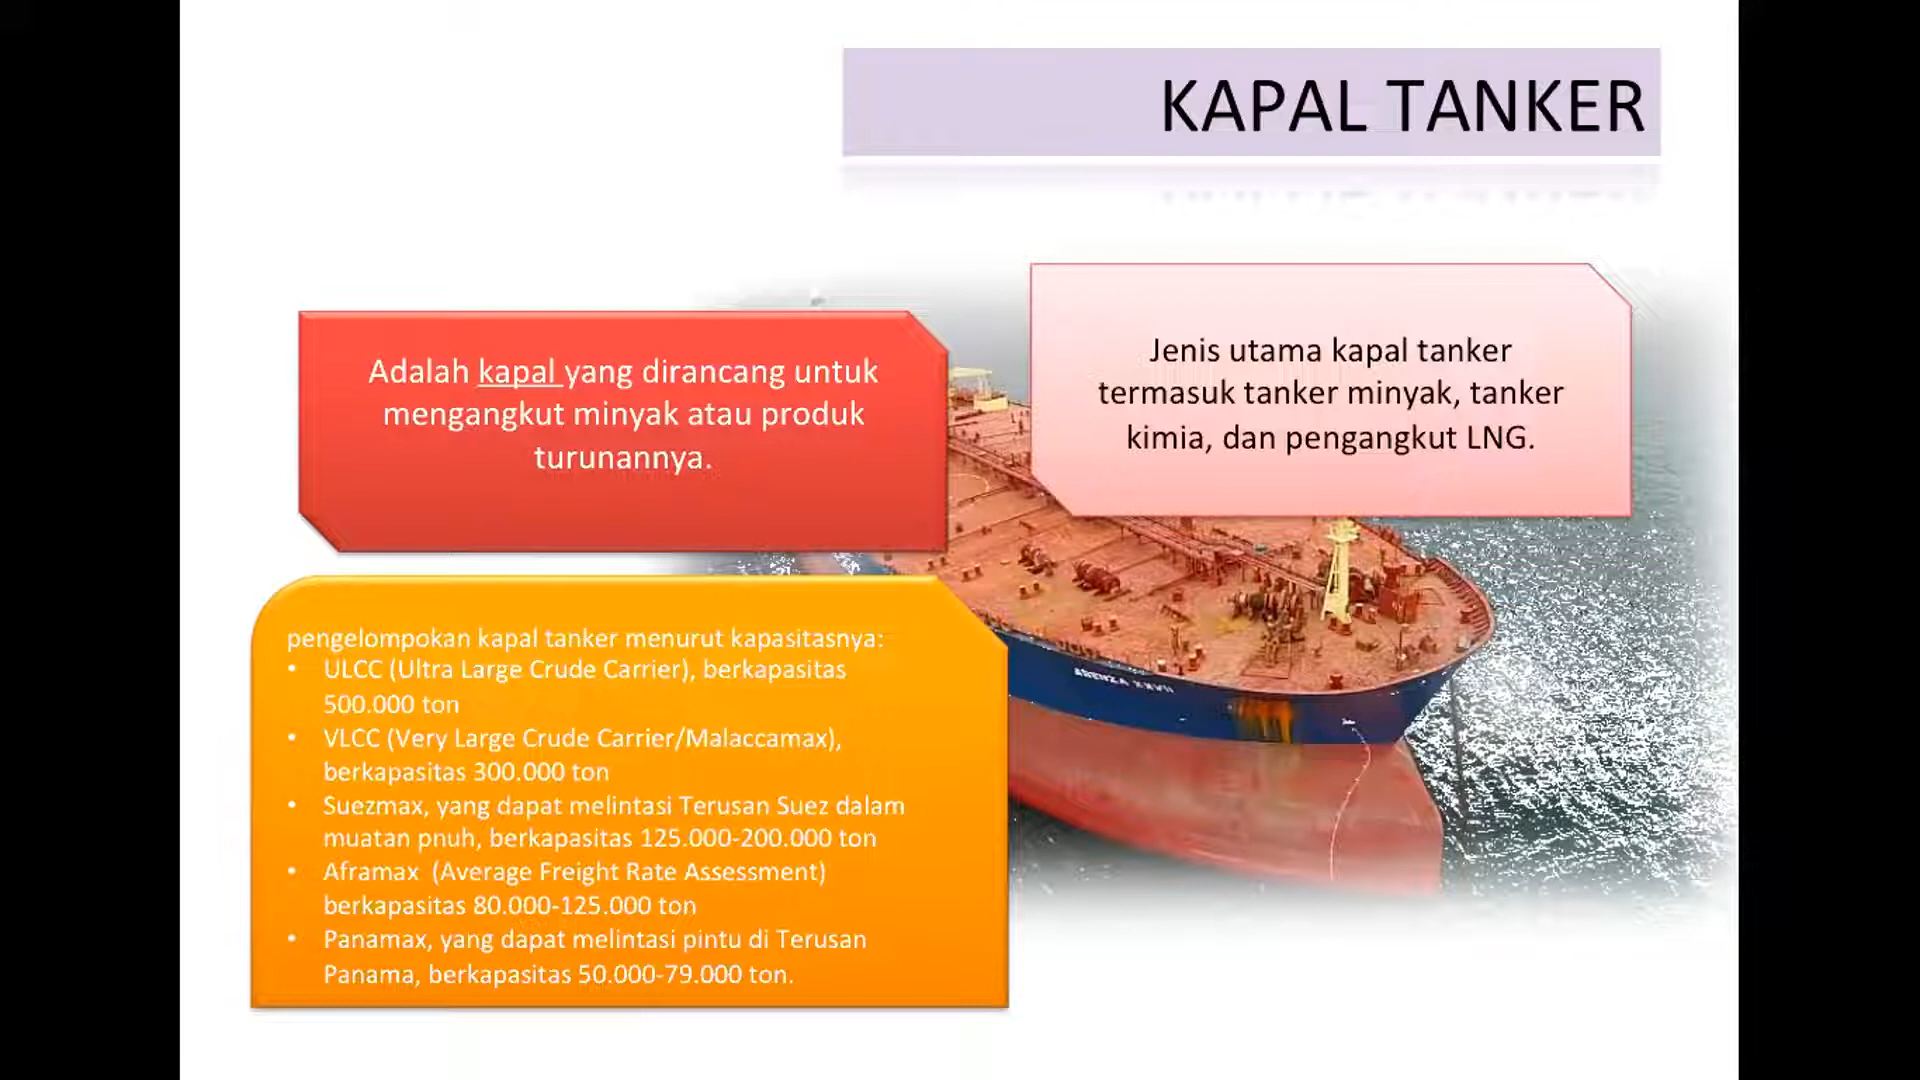 KAPAL TANKER
Adalah kapal yang dirancang untuk
mengangkut minyak atau produk
turunannya.
Jenis utama kapal tanker
termasuk tanker minyak, tanker
kimia, dan pengangkut LNG.
pengelompokan kapal tanker menurut kapasitasnya:
• ULCC (Ultra Large Crude Carrier), berkapasitas
500.000 ton
• VLCC (Very Large Crude Carrier/Malaccamax),
berkapasitas 300.000 ton
• Suezmax, yang dapat melintasi Terusan Suez dalam
muatan pnuh, berkapasitas 125.000-200.000 ton
• Aframax (Average Freight Rate Assessment)
berkapasitas 80.000-125.000 ton
• Panamax, yang dapat melintasi pintu di Terusan
Panama, berkapasitas 50.000-79.000 ton.